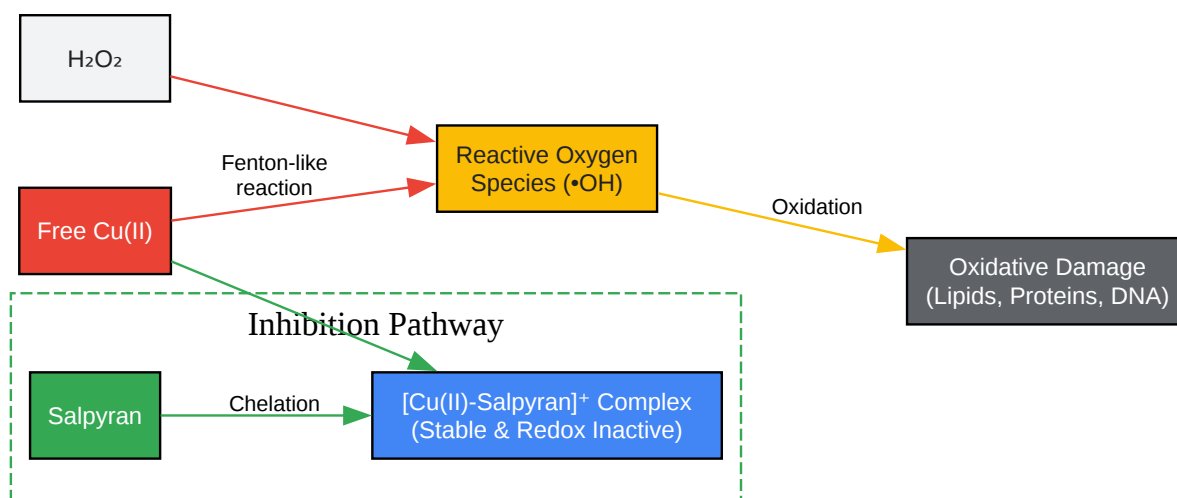 H₂O₂
Fenton-like
reaction
Reactive Oxygen
Species (•OH)
Free Cu(II)
Oxidation
Oxidative Damage
(Lipids, Proteins, DNA)
Inhibition Pathway
Salpyran
Chelation
[Cu(II)-Salpyran]⁺ Complex
(Stable & Redox Inactive)